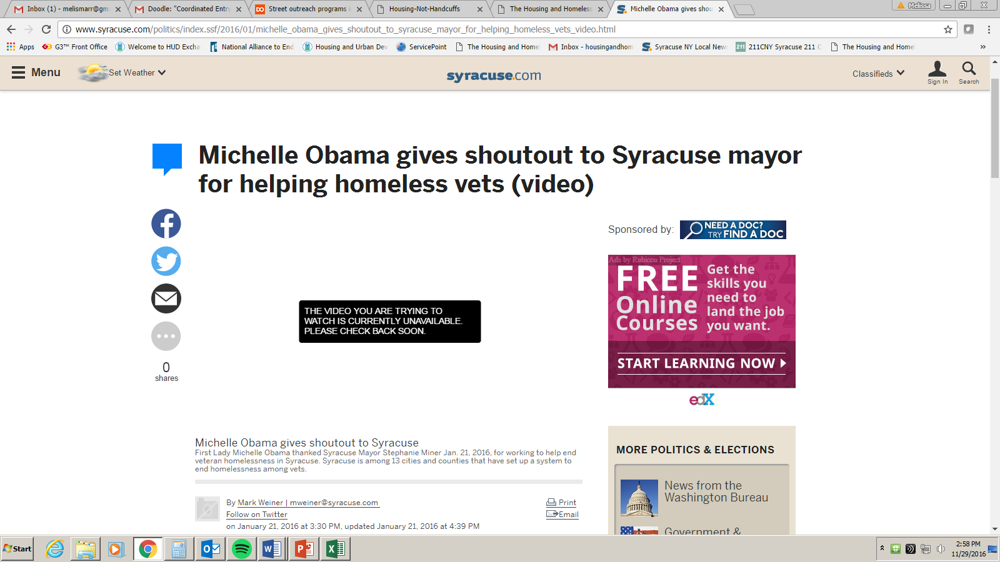 Inbox (1) - melismarr@gm
Doodle: "Coordinated Entry
Street outreach programs i
Housing-Not-Handcuffs
The Housing and Homeless
Michelle Obama gives shou
Melissa
www.syracuse.com/politics/index.ssf/2016/01/michelle_obama_gives_shoutout_to_syracuse_mayor_for_helping_homeless_vets_video.html
Apps
G3™ Front Office
Welcome to HUD Excha
National Alliance to End
Housing and Urban Dev
ServicePoint
The Housing and Homel
Inbox - housingandhom
Syracuse NY Local News
211CNY Syracuse 211 C
The Housing and Homel
Menu
Set Weather
syracuse.com
Classifieds
Sign In
Search
Michelle Obama gives shoutout to Syracuse mayor
for helping homeless vets (video)
0
shares
THE VIDEO YOU ARE TRYING TO
WATCH IS CURRENTLY UNAVAILABLE.
PLEASE CHECK BACK SOON.
Sponsored by:
NEED A DOC?
TRY FIND A DOC
Ads by Rubicon Project
FREE
Online
Courses
Get the
skills you
need to
land the job
you want.
START LEARNING NOW
edX
Michelle Obama gives shoutout to Syracuse
First Lady Michelle Obama thanked Syracuse Mayor Stephanie Miner Jan. 21, 2016, for working to help end
veteran homelessness in Syracuse. Syracuse is among 13 cities and counties that have set up a system to
end homelessness among vets.
By Mark Weiner | mweiner@syracuse.com
Follow on Twitter
on January 21, 2016 at 3:30 PM, updated January 21, 2016 at 4:39 PM
Print
Email
MORE POLITICS & ELECTIONS
News from the
Washington Bureau
Government &
Start
2:58 PM
11/29/2016